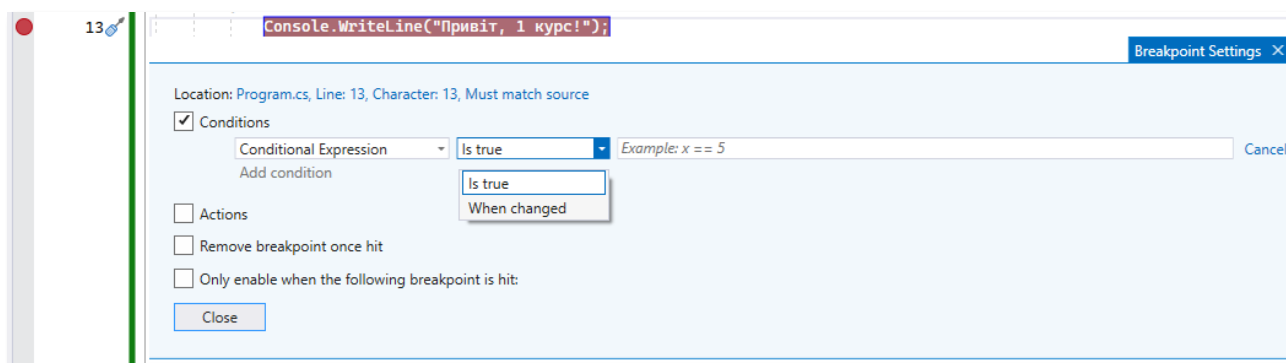 13 Console.WriteLine("Привіт, 1 курс!");
Breakpoint Settings
Location: Program.cs, Line: 13, Character: 13, Must match source
Conditions
Conditional Expression Is true Example: x == 5 Cancel
Add condition
Is true
When changed
Actions
Remove breakpoint once hit
Only enable when the following breakpoint is hit:
Close